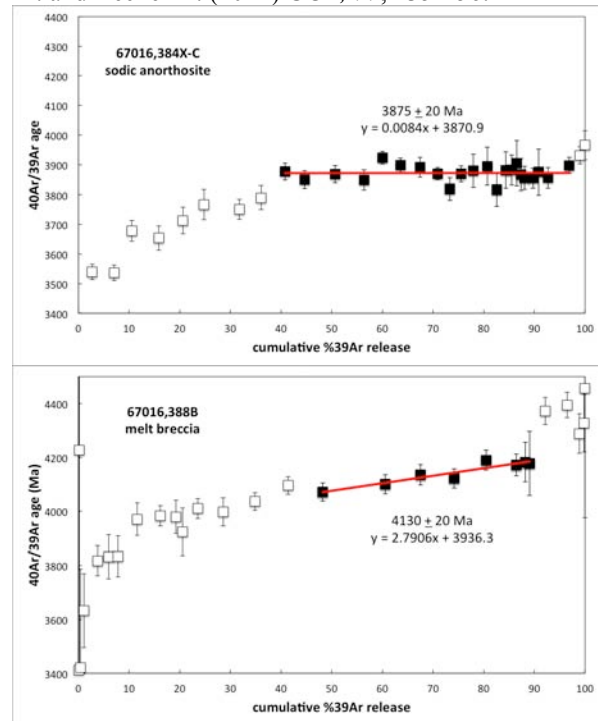 67016,384X-C
sodic anorthosite
3875 ± 20 Ma
y = 0.0084x + 3870.9
40Ar/39Ar age
4400
4300
4200
4100
4000
3900
3800
3700
3600
3500
3400
0 10 20 30 40 50 60 70 80 90 100
cumulative %39Ar release
67016,388B
melt breccia
4130 ± 20 Ma
y = 2.7906x + 3936.3
40Ar/39Ar age (Ma)
4400
4200
4000
3800
3600
3400
0 10 20 30 40 50 60 70 80 90 100
cumulative %39Ar release